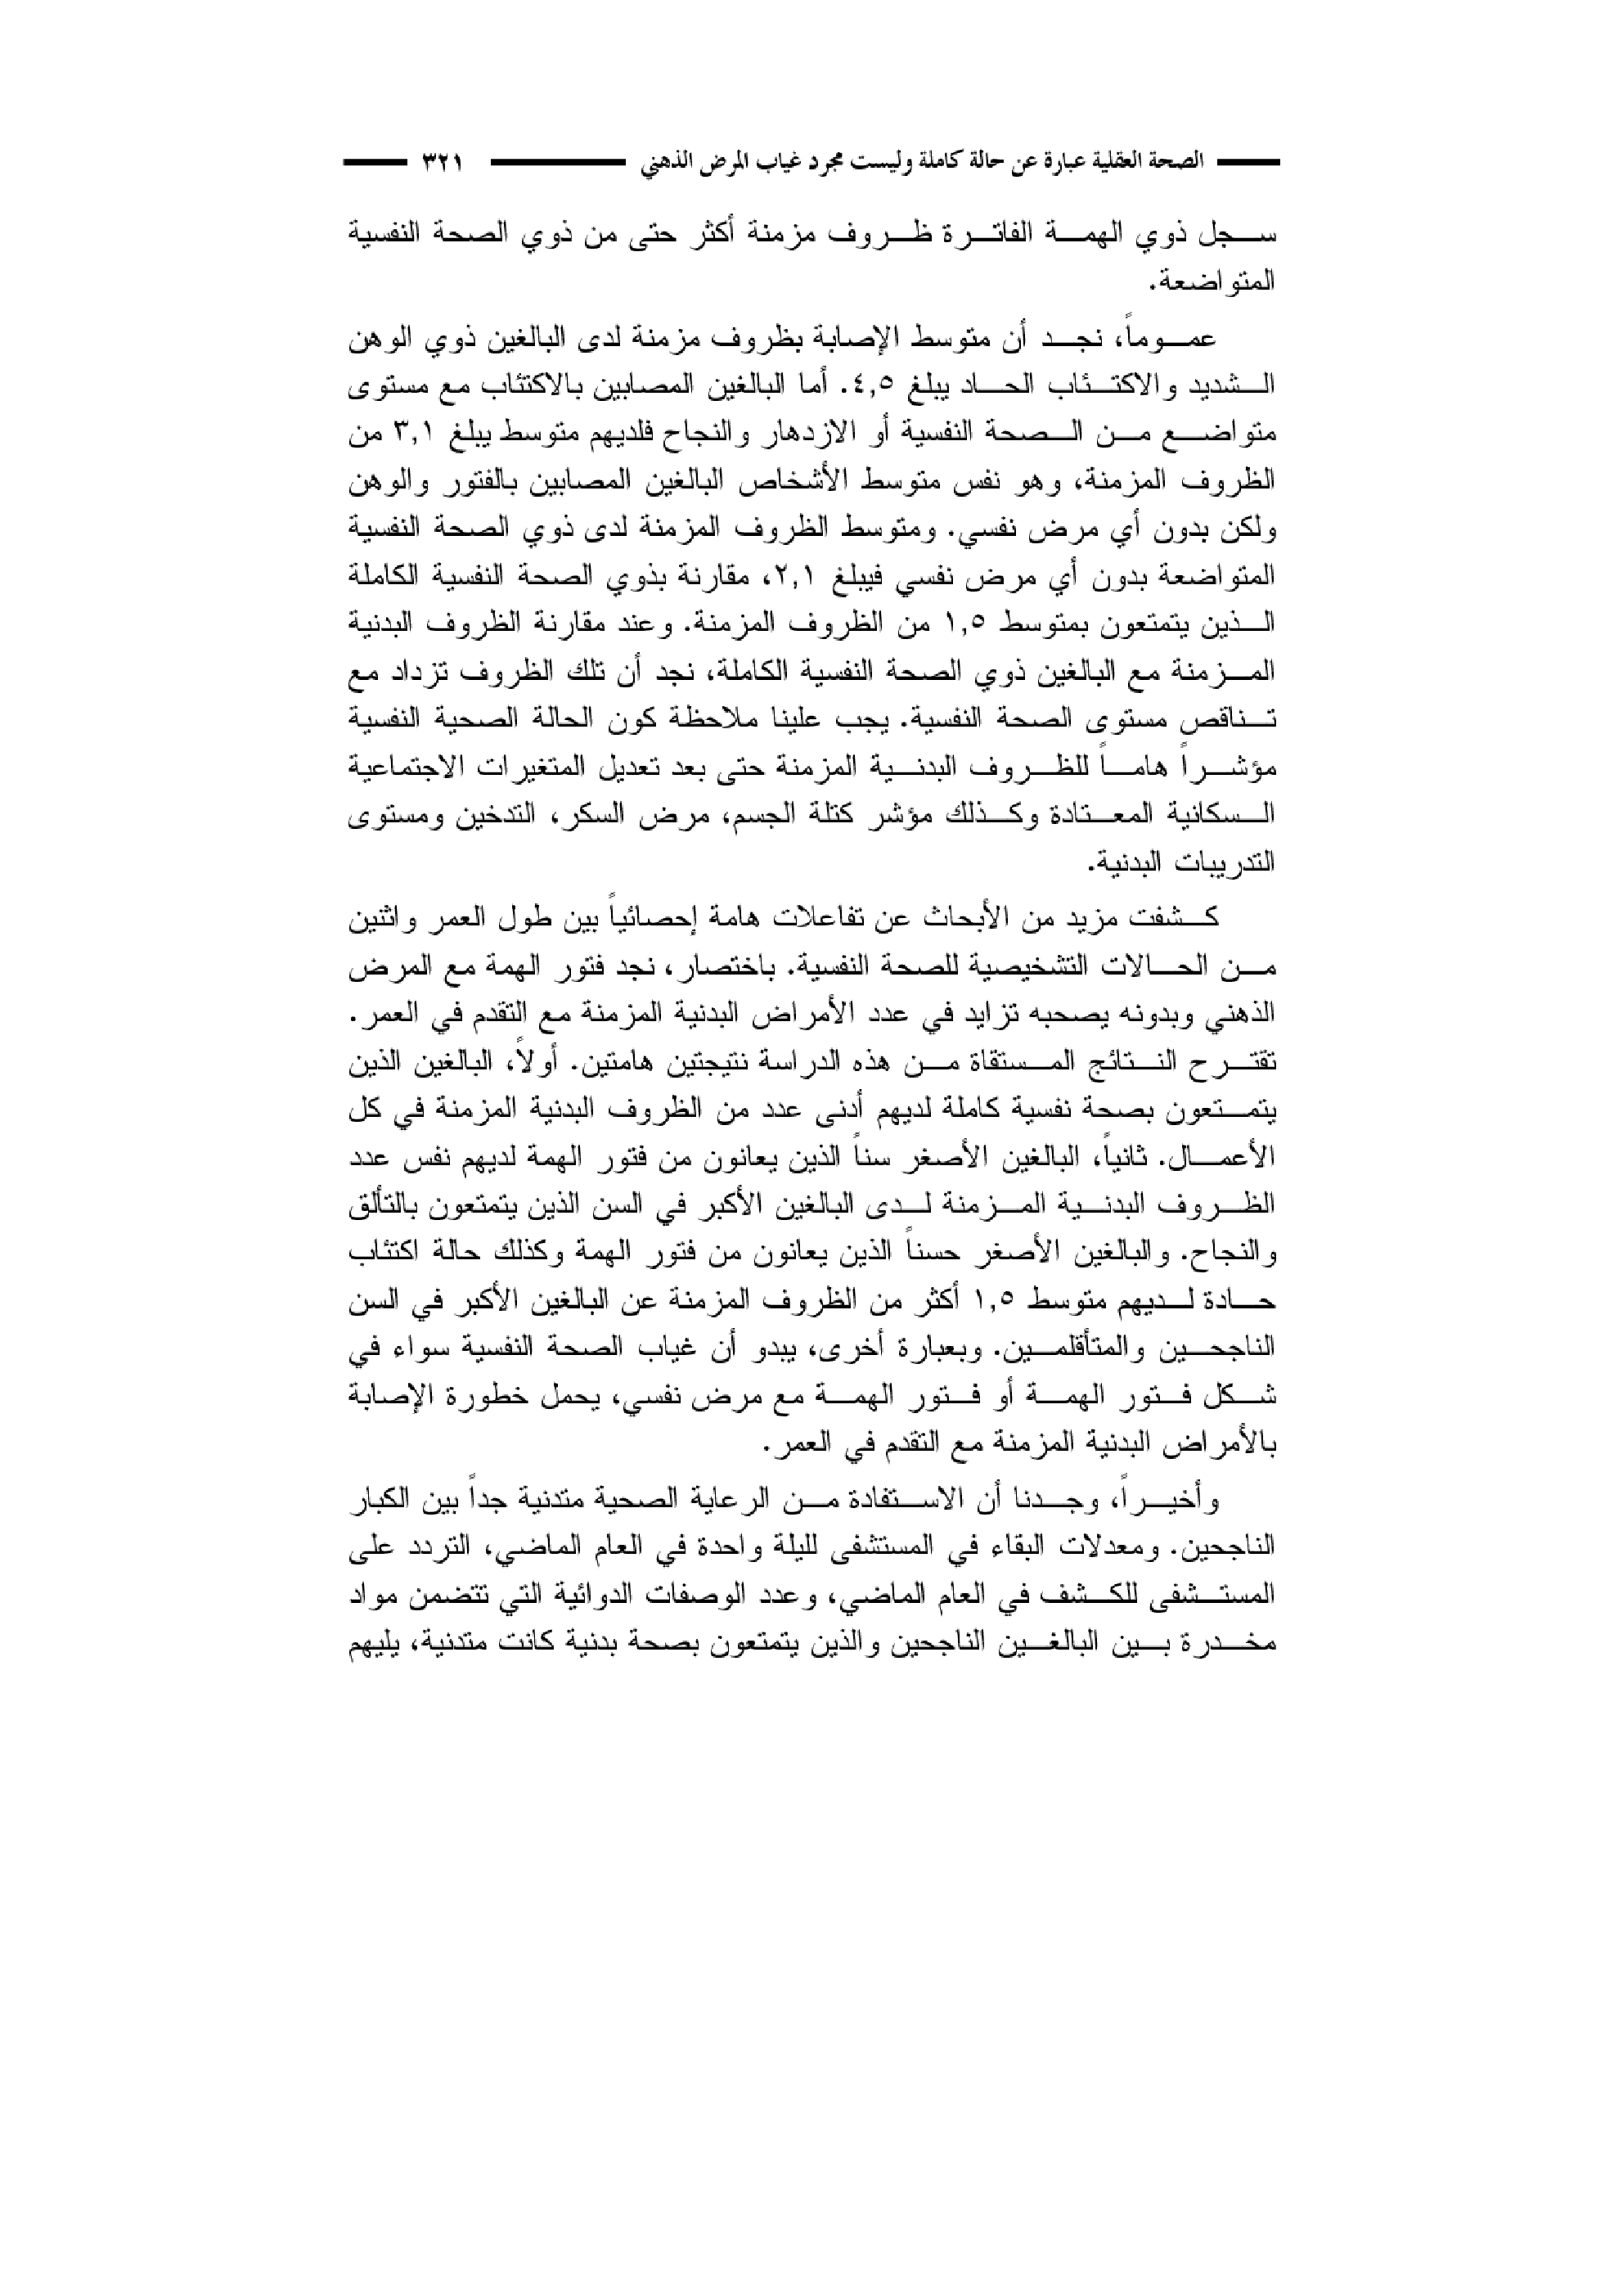 الصحة العقلية عبارة عن حالة كاملة وليست مجرد غياب المرض الذهني ٣٢١
سجل ذوي الهمة الفاترة ظروف مزمنة أكثر حتى من ذوي الصحة النفسية
المتواضعة.
عموماً، نجد أن متوسط الإصابة بظروف مزمنة لدى البالغين ذوي الوهن
الشديد والاكتئاب الحاد يبلغ ٤,٥. أما البالغين المصابين بالاكتئاب مع مستوى
متواضع من الصحة النفسية أو الازدهار والنجاح فلديهم متوسط يبلغ ٣,١ من
الظروف المزمنة، وهو نفس متوسط الأشخاص البالغين المصابين بالفتور والوهن
ولكن بدون أي مرض نفسي. ومتوسط الظروف المزمنة لدى ذوي الصحة النفسية
المتواضعة بدون أي مرض نفسي فيبلغ ٢,١، مقارنة بذوي الصحة النفسية الكاملة
الذين يتمتعون بمتوسط ١,٥ من الظروف المزمنة. وعند مقارنة الظروف البدنية
المزمنة مع البالغين ذوي الصحة النفسية الكاملة، نجد أن تلك الظروف تزداد مع
تناقص مستوى الصحة النفسية. يجب علينا ملاحظة كون الحالة الصحية النفسية
مؤشراً هاماً للظروف البدنية المزمنة حتى بعد تعديل المتغيرات الاجتماعية
السكانية المعتادة وكذلك مؤشر كتلة الجسم، مرض السكر، التدخين ومستوى
التدريبات البدنية.
كشفت مزيد من الأبحاث عن تفاعلات هامة إحصائياً بين طول العمر واثنين
من الحالات التشخيصية للصحة النفسية. باختصار، نجد فتور الهمة مع المرض
الذهني وبدونه يصحبه تزايد في عدد الأمراض البدنية المزمنة مع التقدم في العمر.
تقترح النتائج المستقاة من هذه الدراسة نتيجتين هامتين. أولاً، البالغين الذين
يتمتعون بصحة نفسية كاملة لديهم أدنى عدد من الظروف البدنية المزمنة في كل
الأعمال. ثانياً، البالغين الأصغر سناً الذين يعانون من فتور الهمة لديهم نفس عدد
الظروف البدنية المزمنة لدى البالغين الأكبر في السن الذين يتمتعون بالتألق
والنجاح. والبالغين الأصغر حسناً الذين يعانون من فتور الهمة وكذلك حالة اكتئاب
حادة لديهم متوسط ١,٥ أكثر من الظروف المزمنة عن البالغين الأكبر في السن
الناجحين والمتأقلمين. وبعبارة أخرى، يبدو أن غياب الصحة النفسية سواء في
شكل فتور الهمة أو فتور الهمة مع مرض نفسي، يحمل خطورة الإصابة
بالأمراض البدنية المزمنة مع التقدم في العمر.
وأخيراً، وجدنا أن الاستفادة من الرعاية الصحية متدنية جداً بين الكبار
الناجحين. ومعدلات البقاء في المستشفى لليلة واحدة في العام الماضي، التردد على
المستشفى للكشف في العام الماضي، وعدد الوصفات الدوائية التي تتضمن مواد
مخدرة بين البالغين الناجحين والذين يتمتعون بصحة بدنية كانت متدنية، يليهم